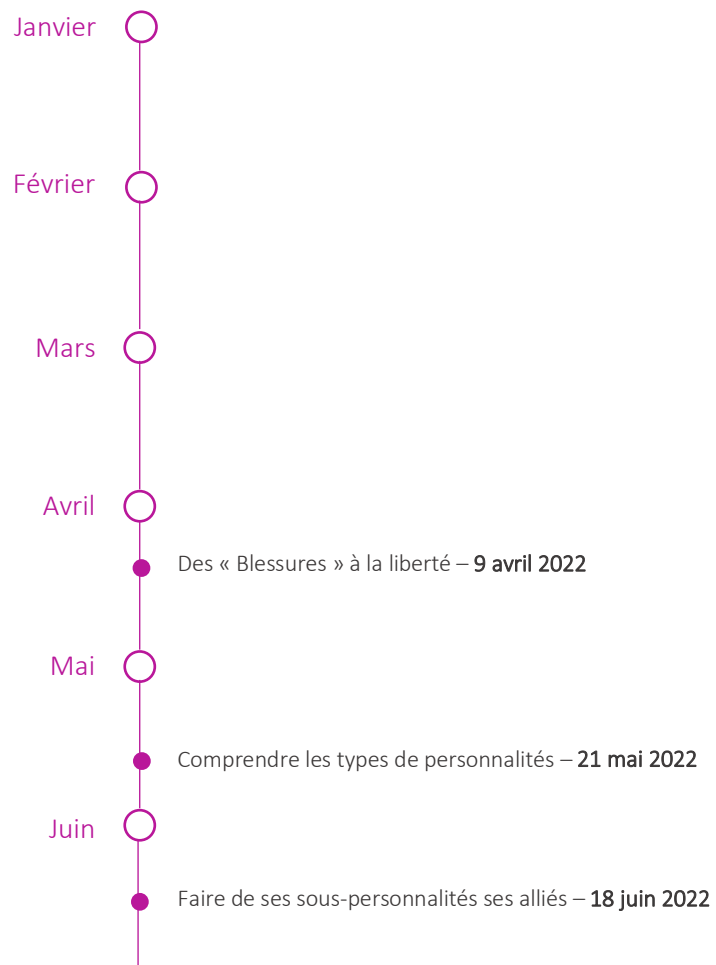 Janvier
Février
Mars
Avril
Des « Blessures » à la liberté – 9 avril 2022
Mai
Comprendre les types de personnalités – 21 mai 2022
Juin
Faire de ses sous-personnalités ses alliés – 18 juin 2022